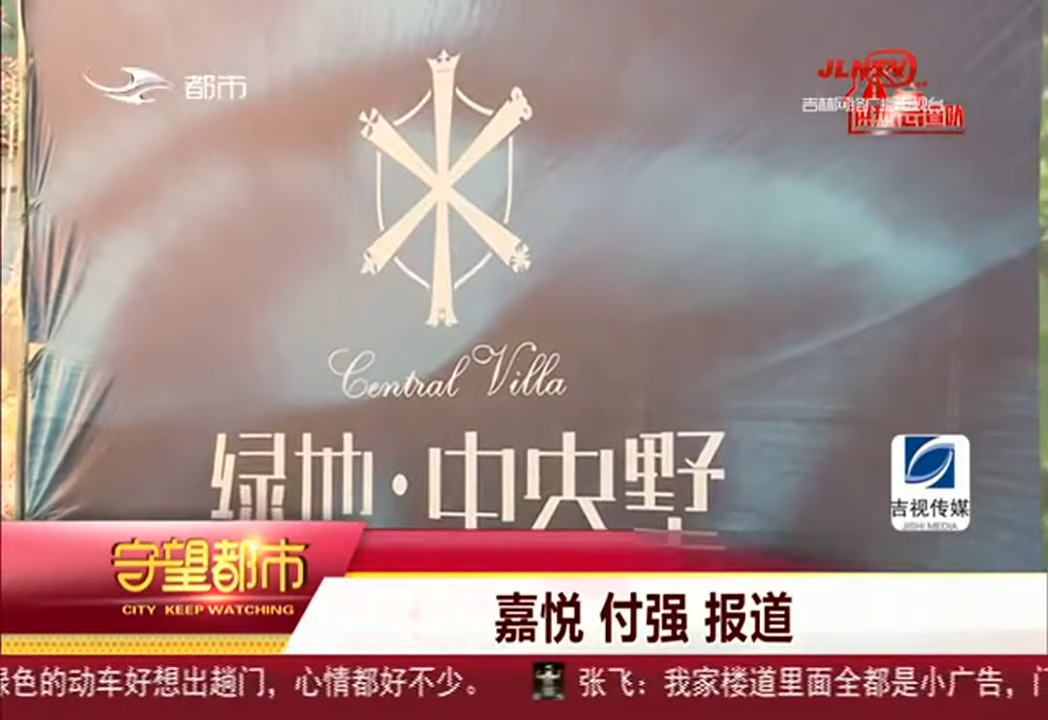 都市
JLNTV
吉林网络广播电视台
Central Villa
绿地·中央墅
吉视传媒
JISHI MEDIA
守望都市
CITY KEEP WATCHING
嘉悦 付强 报道
绿色的动车好想出趟门，心情都好不少。 张飞：我家楼道里面全都是小广告，门